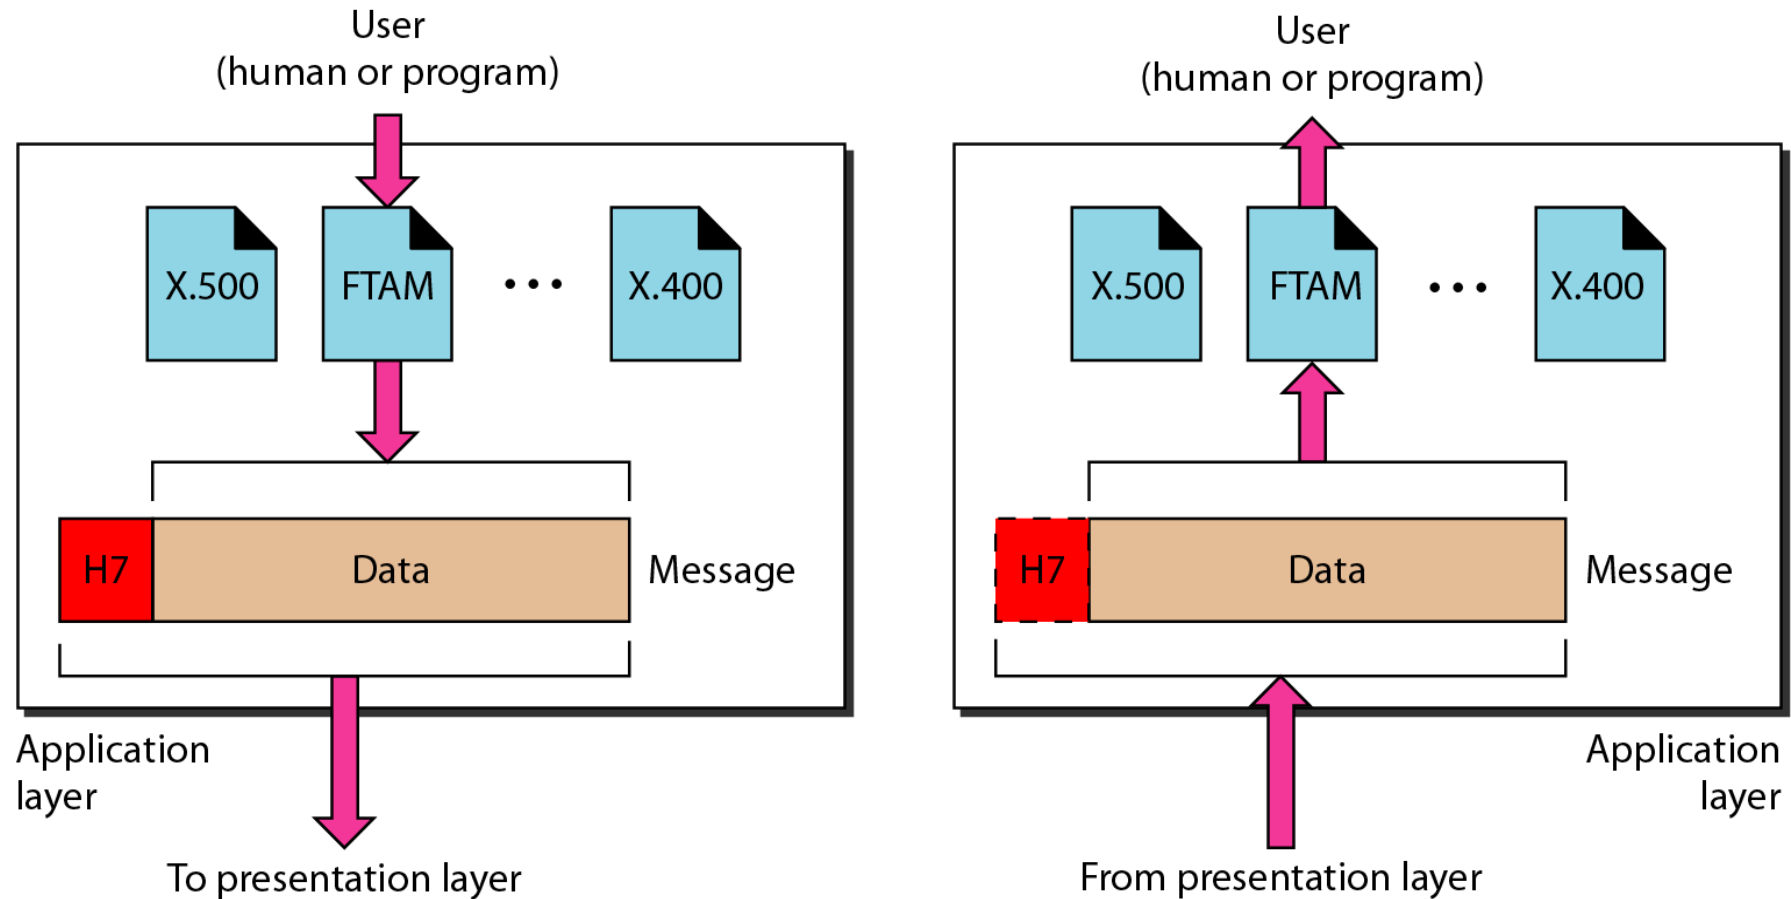 User
(human or program)
X.500
FTAM
...
X.400
H7
Data
Message
Application
layer
To presentation layer
User
(human or program)
X.500
FTAM
...
X.400
H7
Data
Message
Application
layer
From presentation layer